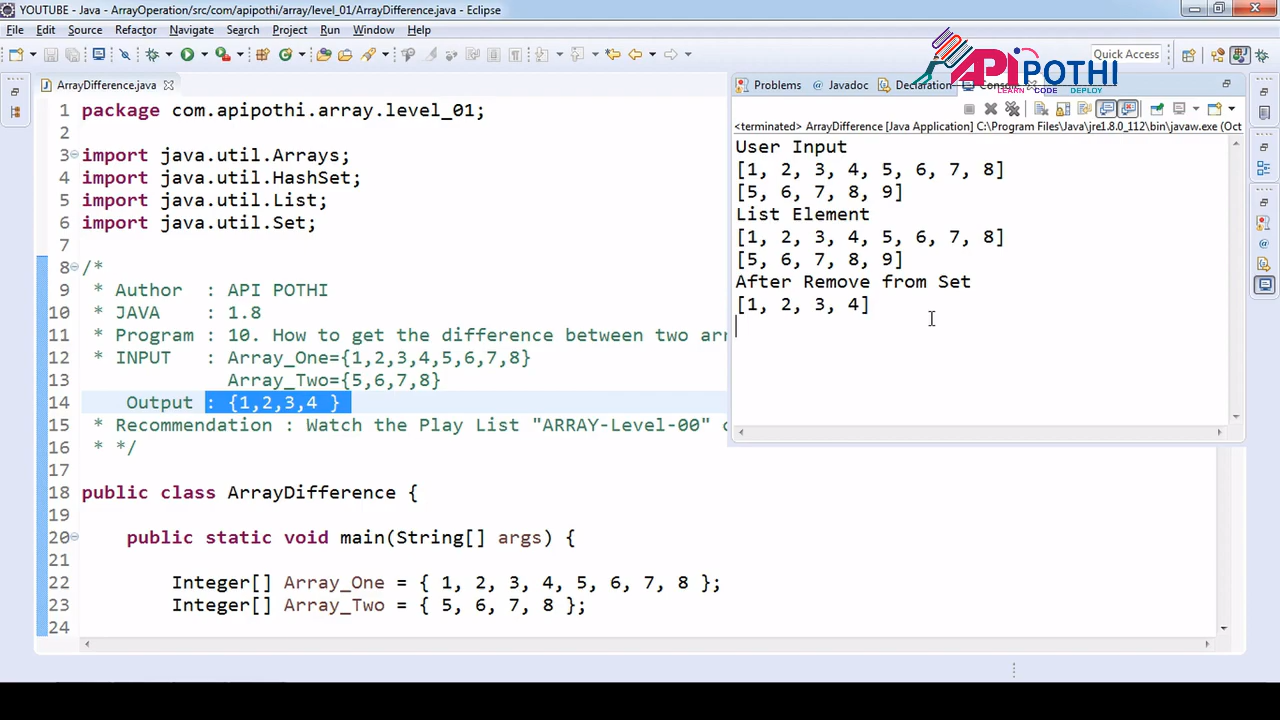 YOUTUBE - Java - ArrayOperation/src/com/apipothi/array/level_01/ArrayDifference.java - Eclipse
File Edit Source Refactor Navigate Search Project Run Window Help
Quick Access
APIPOTHI
LEARN CODE DEPLOY
ArrayDifference.java
1 package com.apipothi.array.level_01;
2
3 import java.util.Arrays;
4 import java.util.HashSet;
5 import java.util.List;
6 import java.util.Set;
7
8 /*
9 * Author : API POTHI
10 * JAVA : 1.8
11 * Program : 10. How to get the difference between two arr
12 * INPUT : Array_One={1,2,3,4,5,6,7,8}
13 Array_Two={5,6,7,8}
14 Output : {1,2,3,4 }
15 * Recommendation : Watch the Play List "ARRAY-Level-00"
16 * */
17
18 public class ArrayDifference {
19
20 public static void main(String[] args) {
21
22 Integer[] Array_One = { 1, 2, 3, 4, 5, 6, 7, 8 };
23 Integer[] Array_Two = { 5, 6, 7, 8 };
24
Problems @ Javadoc Declaration
<terminated> ArrayDifference [Java Application] C:\Program Files\Java\jre1.8.0_112\bin\javaw.exe (Oct
User Input
[1, 2, 3, 4, 5, 6, 7, 8]
[5, 6, 7, 8, 9]
List Element
[1, 2, 3, 4, 5, 6, 7, 8]
[5, 6, 7, 8, 9]
After Remove from Set
[1, 2, 3, 4]